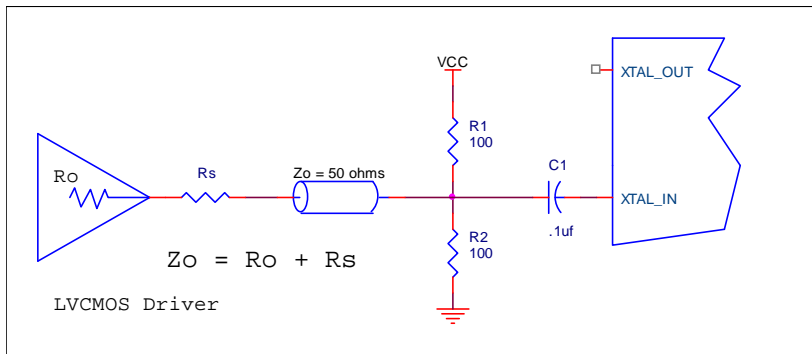 VCC
XTAL_OUT
R1
100
C1
Ro
Rs
Zo = 50 ohms
XTAL_IN
.1uf
R2
100
Zo = Ro + Rs
LVCMOS Driver